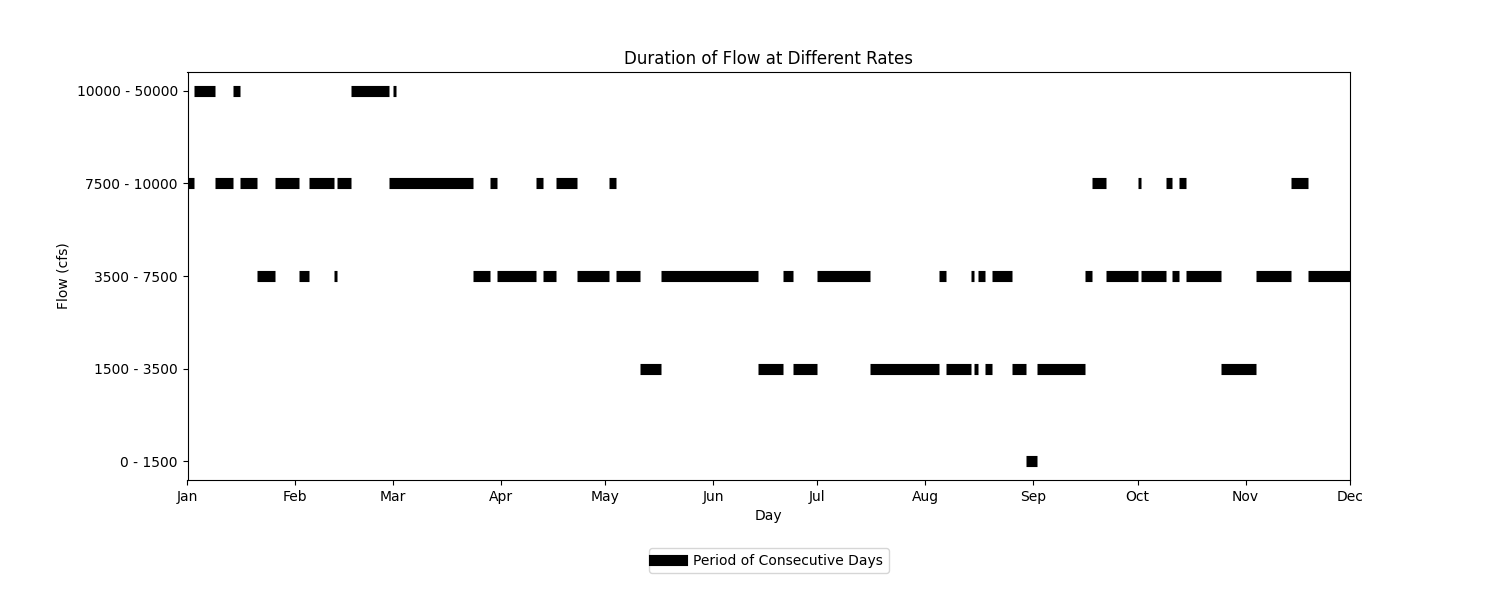 Duration of Flow at Different Rates
10000 - 50000
7500 - 10000
3500 - 7500
1500 - 3500
0 - 1500
Flow (cfs)
Jan Feb Mar Apr May Jun Jul Aug Sep Oct Nov Dec
Day
Period of Consecutive Days